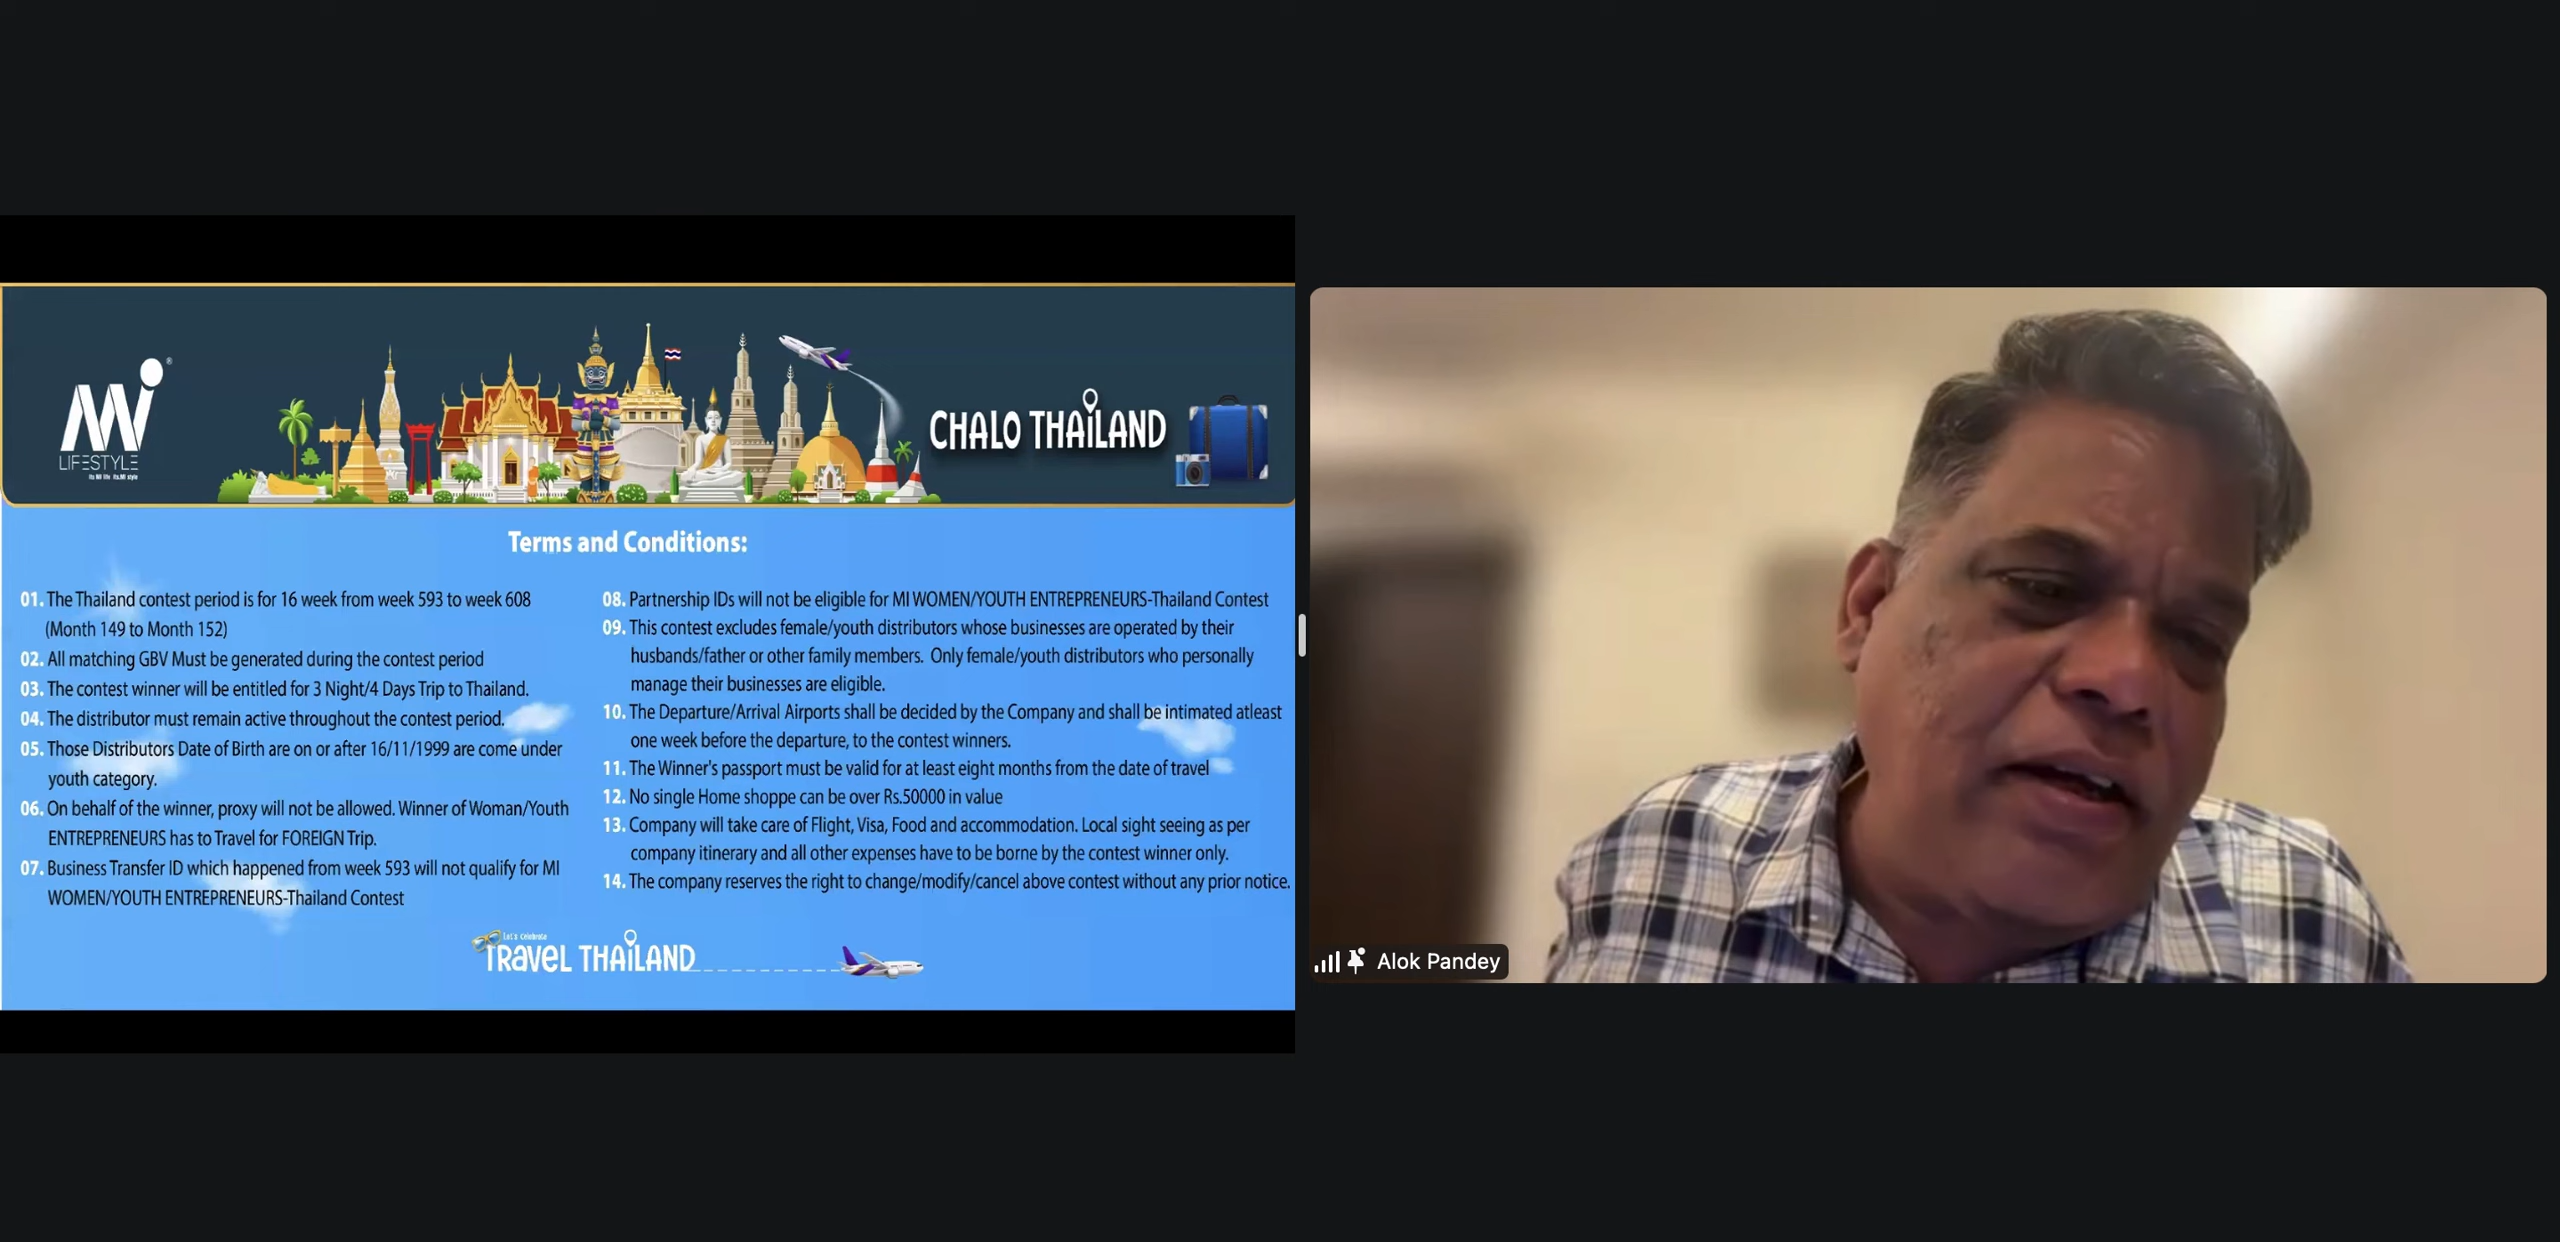 MI
LIFESTYLE
Its MI life Its.MI style
CHALO THAILAND
Terms and Conditions:
01. The Thailand contest period is for 16 week from week 593 to week 608
(Month 149 to Month 152)
02. All matching GBV Must be generated during the contest period
03. The contest winner will be entitled for 3 Night/4 Days Trip to Thailand.
04. The distributor must remain active throughout the contest period.
05. Those Distributors Date of Birth are on or after 16/11/1999 are come under
youth category.
06. On behalf of the winner, proxy will not be allowed. Winner of Woman/Youth
ENTREPRENEURS has to Travel for FOREIGN Trip.
07. Business Transfer ID which happened from week 593 will not qualify for MI
WOMEN/YOUTH ENTREPRENEURS-Thailand Contest
08. Partnership IDs will not be eligible for MI WOMEN/YOUTH ENTREPRENEURS-Thailand Contest
09. This contest excludes female/youth distributors whose businesses are operated by their
husbands/father or other family members. Only female/youth distributors who personally
manage their businesses are eligible.
10. The Departure/Arrival Airports shall be decided by the Company and shall be intimated atleast
one week before the departure, to the contest winners.
11. The Winner's passport must be valid for at least eight months from the date of travel
12. No single Home shoppe can be over Rs.50000 in value
13. Company will take care of Flight, Visa, Food and accommodation. Local sight seeing as per
company itinerary and all other expenses have to be borne by the contest winner only.
14. The company reserves the right to change/modify/cancel above contest without any prior notice.
Let's Celebrate
TRAVEL THAILAND
Alok Pandey